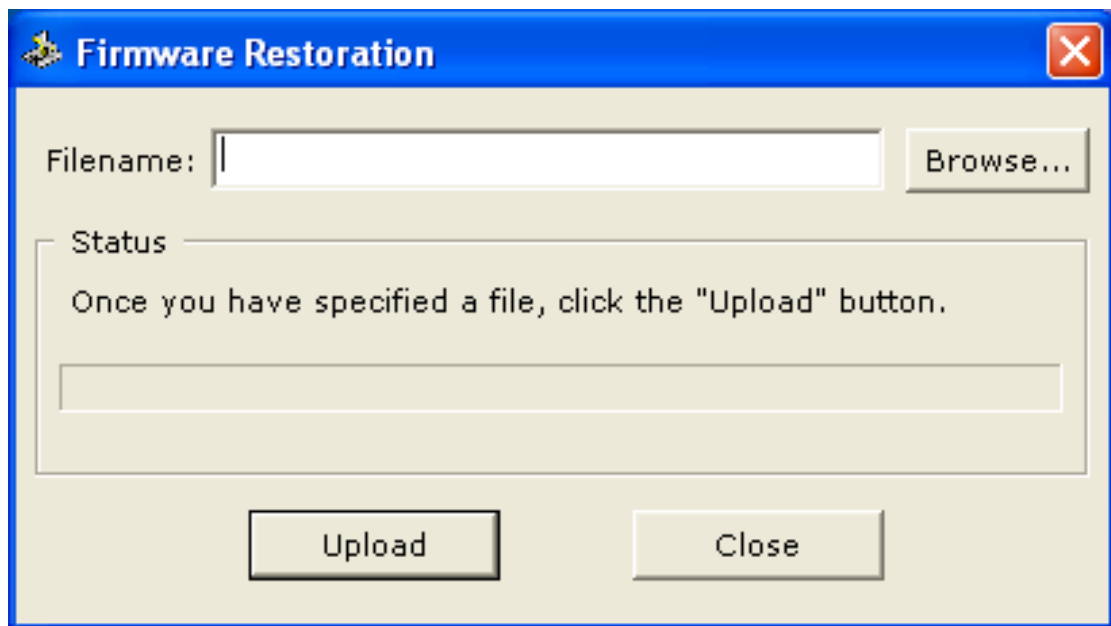 Firmware Restoration
Filename: Browse...
Status
Once you have specified a file, click the "Upload" button.
Upload Close